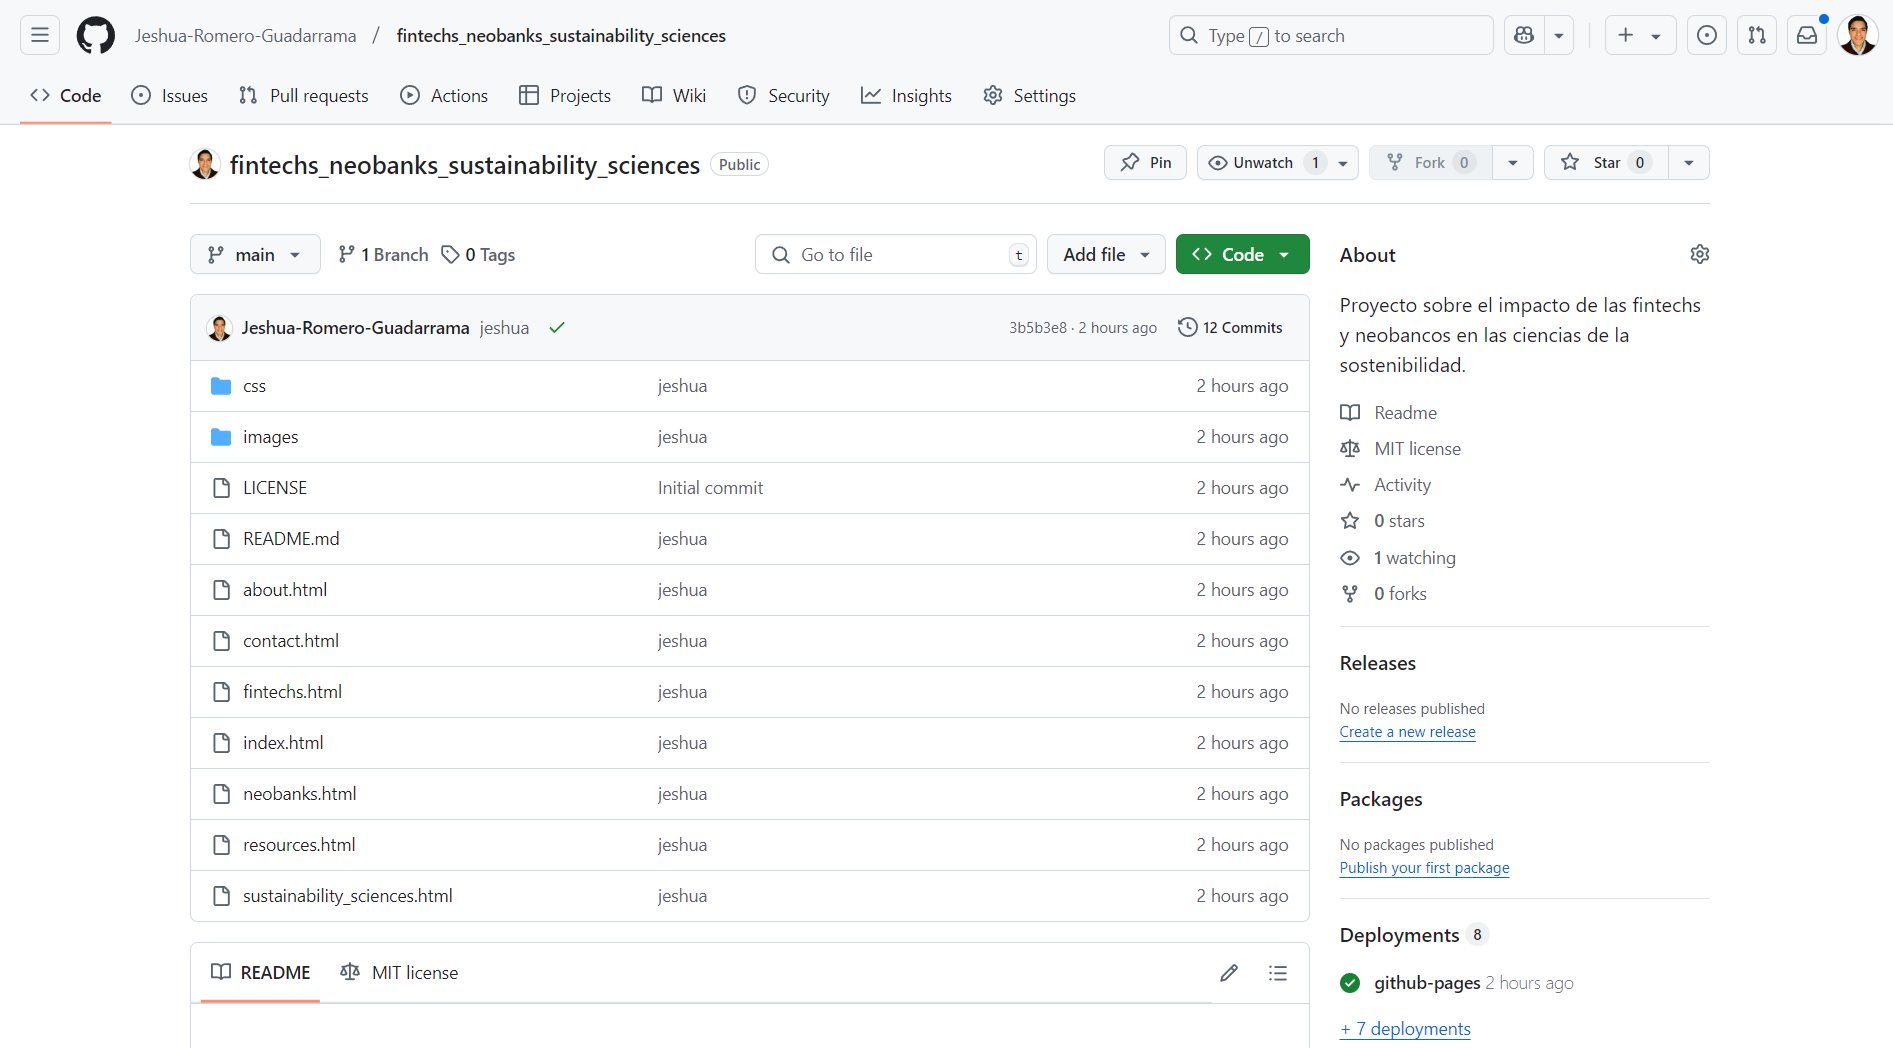 Jeshua-Romero-Guadarrama / fintechs_neobanks_sustainability_sciences
Type / to search
Code Issues Pull requests Actions Projects Wiki Security Insights Settings
fintechs_neobanks_sustainability_sciences Public
Pin Unwatch 1 Fork 0 Star 0
main 1 Branch 0 Tags Go to file t Add file Code
Jeshua-Romero-Guadarrama jeshua 3b5b3e8 · 2 hours ago 12 Commits
css jeshua 2 hours ago
images jeshua 2 hours ago
LICENSE Initial commit 2 hours ago
README.md jeshua 2 hours ago
about.html jeshua 2 hours ago
contact.html jeshua 2 hours ago
fintechs.html jeshua 2 hours ago
index.html jeshua 2 hours ago
neobanks.html jeshua 2 hours ago
resources.html jeshua 2 hours ago
sustainability_sciences.html jeshua 2 hours ago
README MIT license
About
Proyecto sobre el impacto de las fintechs
y neobancos en las ciencias de la
sostenibilidad.
Readme
MIT license
Activity
0 stars
1 watching
0 forks
Releases
No releases published
Create a new release
Packages
No packages published
Publish your first package
Deployments 8
github-pages 2 hours ago
+ 7 deployments